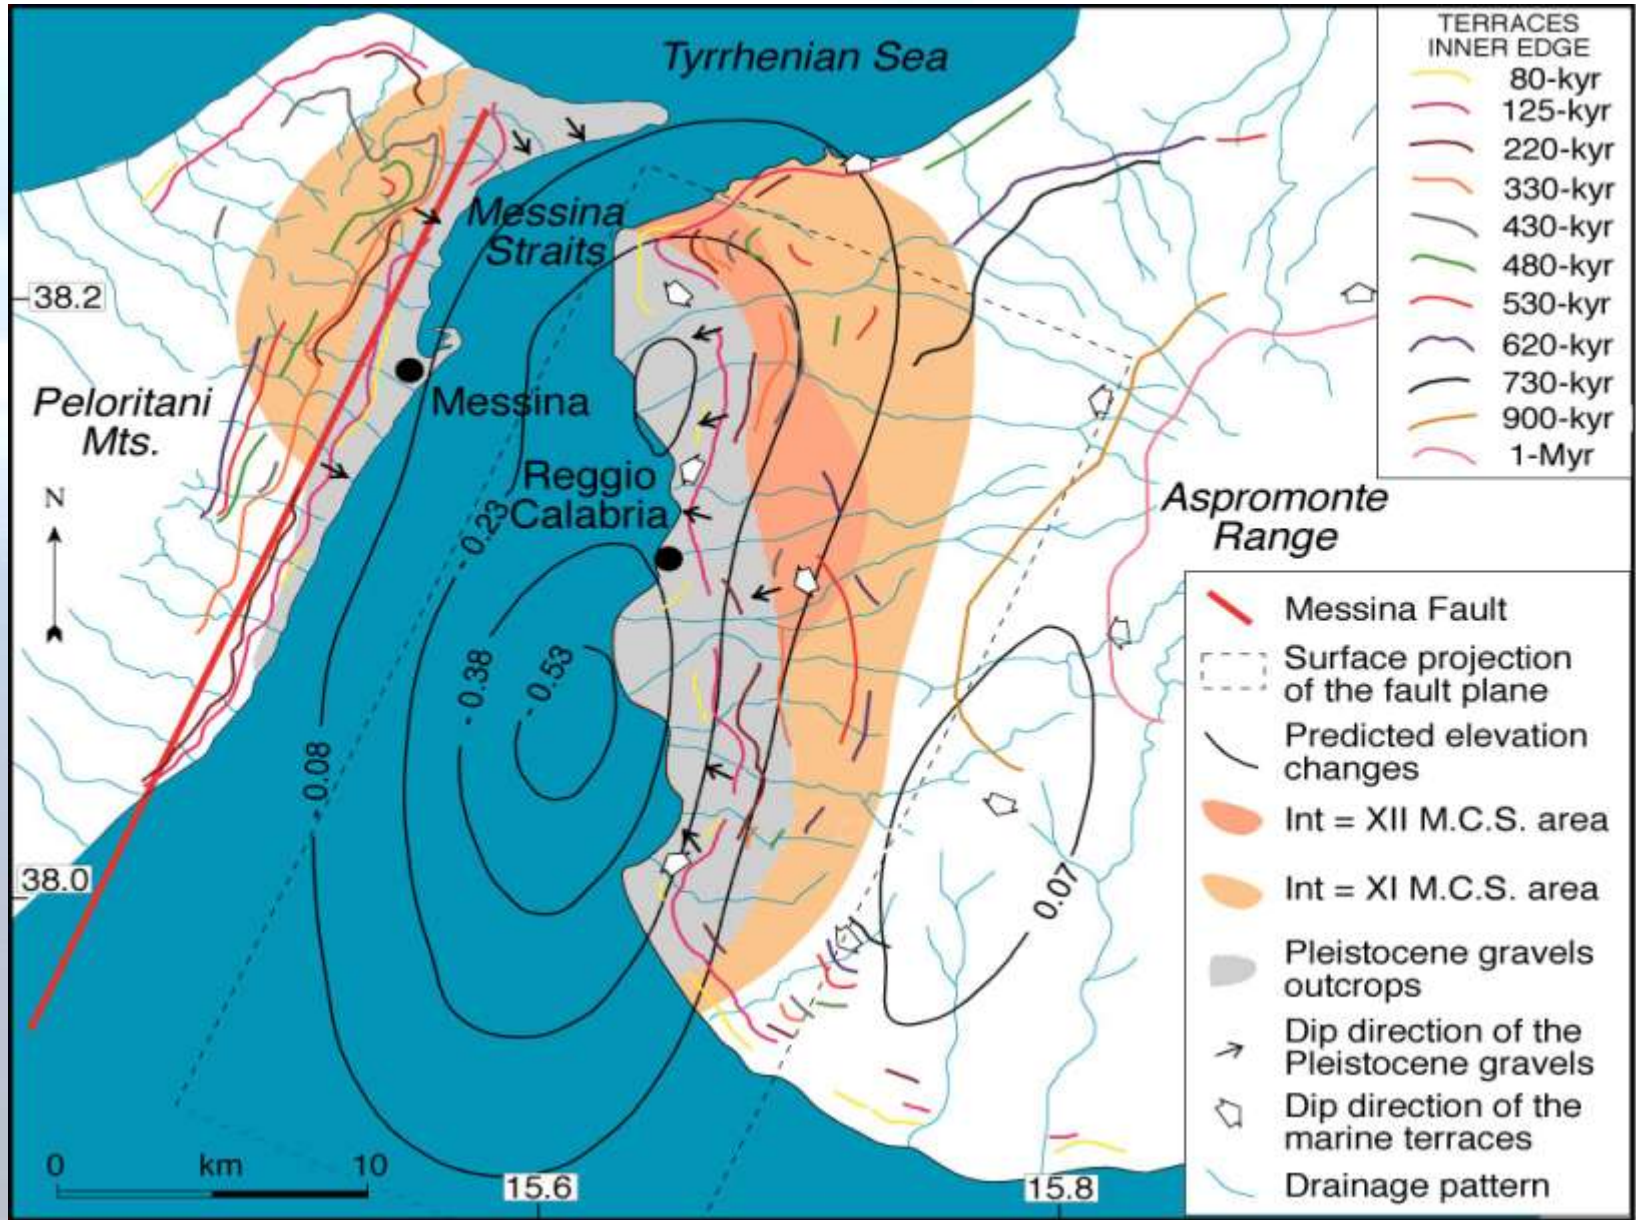 Tyrrhenian Sea
Messina
Straits
38.2
Peloritani
Mts.
Messina
Reggio
Calabria
N
Aspromonte
Range
- 0.23
- 0.38
- 0.53
- 0.08
38.0
0.07
0 km 10
15.6
15.8
TERRACES
INNER EDGE
80-kyr
125-kyr
220-kyr
330-kyr
430-kyr
480-kyr
530-kyr
620-kyr
730-kyr
900-kyr
1-Myr
Messina Fault
Surface projection
of the fault plane
Predicted elevation
changes
Int = XII M.C.S. area
Int = XI M.C.S. area
Pleistocene gravels
outcrops
Dip direction of the
Pleistocene gravels
Dip direction of the
marine terraces
Drainage pattern